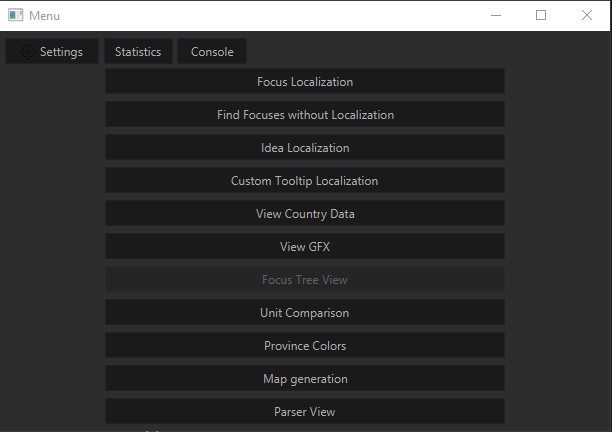 Menu
Settings Statistics Console
Focus Localization
Find Focuses without Localization
Idea Localization
Custom Tooltip Localization
View Country Data
View GFX
Focus Tree View
Unit Comparison
Province Colors
Map generation
Parser View